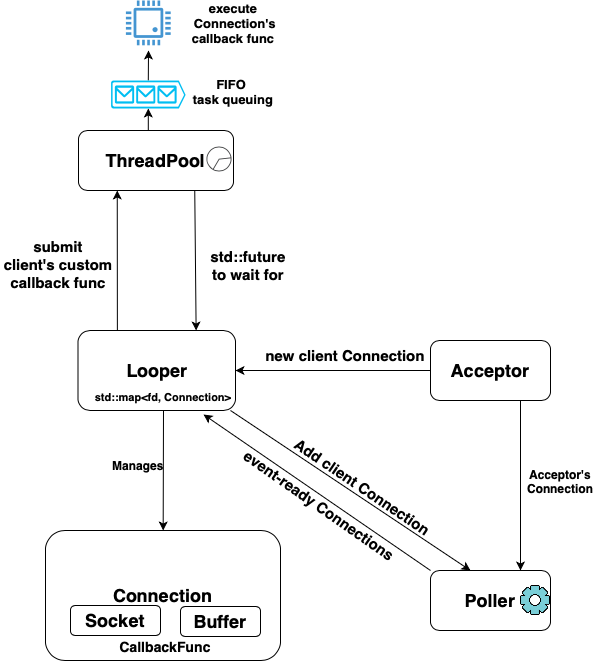 execute
Connection's
callback func
FIFO
task queuing
ThreadPool
submit
client's custom
callback func
std::future
to wait for
new client Connection
Looper
std::map<fd, Connection>
Acceptor
Add client Connection
event-ready Connections
Manages
Acceptor's
Connection
Connection
Socket
Buffer
CallbackFunc
Poller